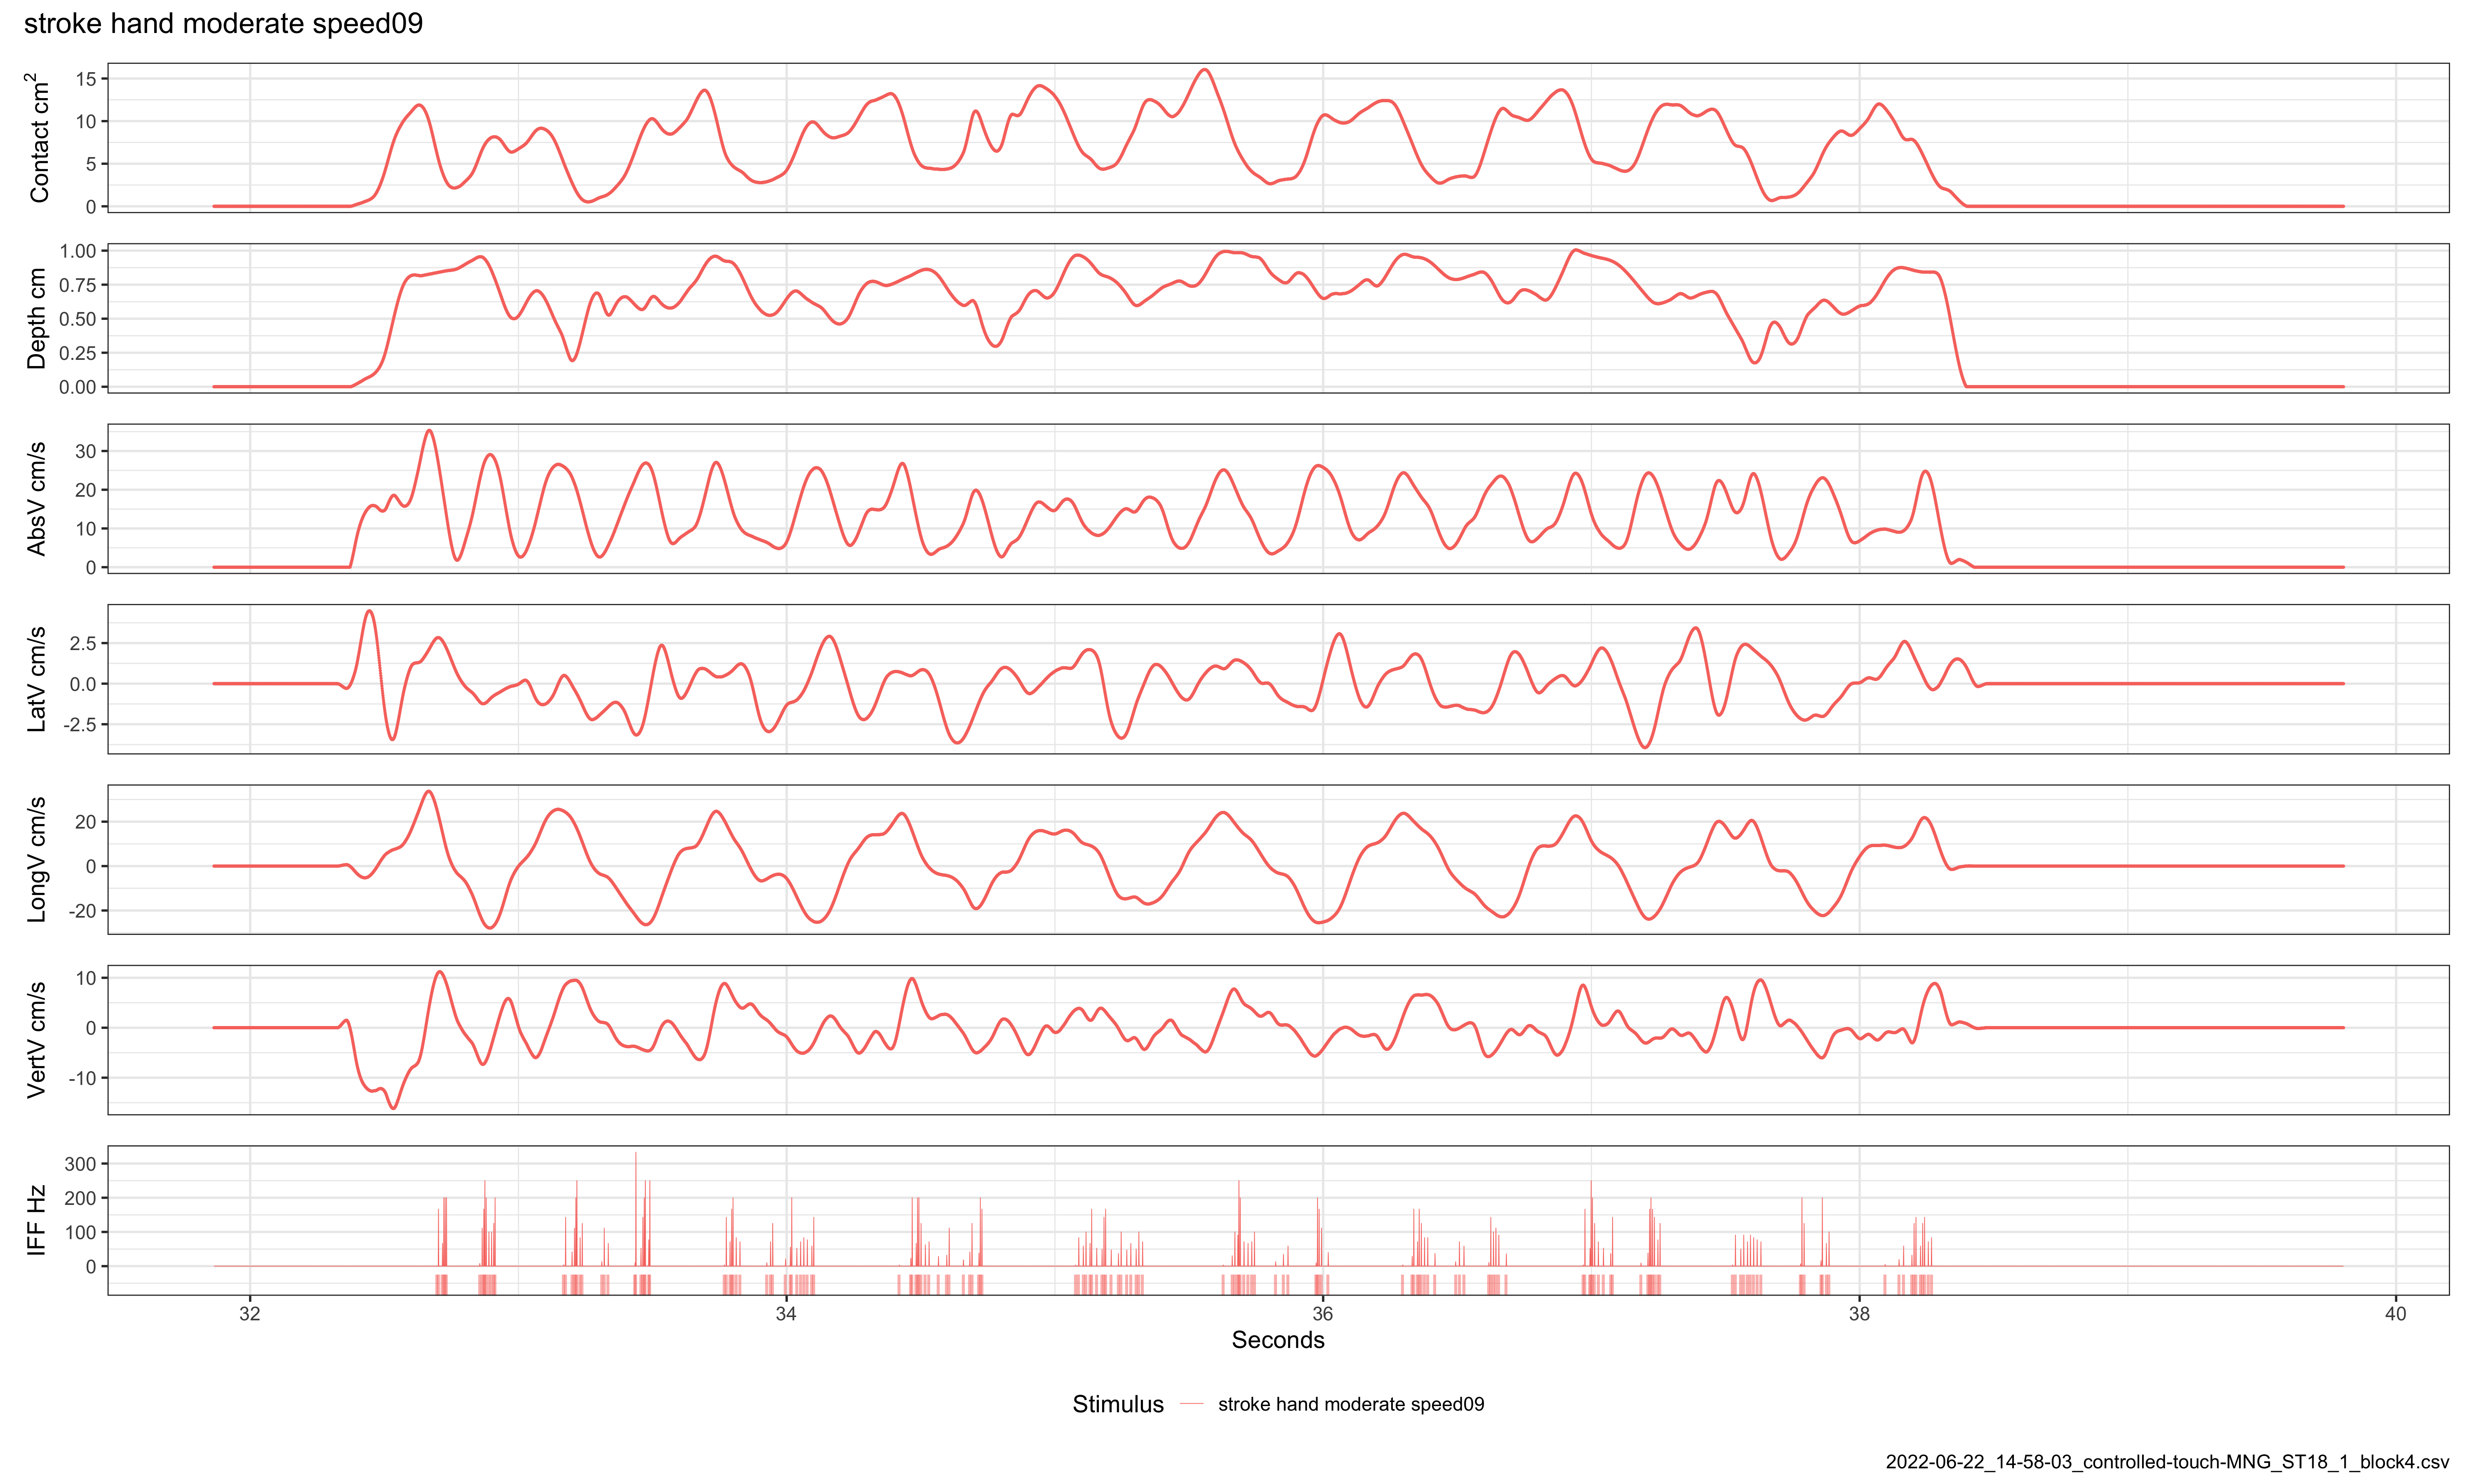 stroke hand moderate speed09
Contact cm²
15
10
5
0
Depth cm
1.00
0.75
0.50
0.25
0.00
AbsV cm/s
30
20
10
0
LatV cm/s
2.5
0.0
-2.5
LongV cm/s
20
0
-20
VertV cm/s
10
0
-10
IFF Hz
300
200
100
0
32 34 36 38 40
Seconds
Stimulus stroke hand moderate speed09
2022-06-22_14-58-03_controlled-touch-MNG_ST18_1_block4.csv